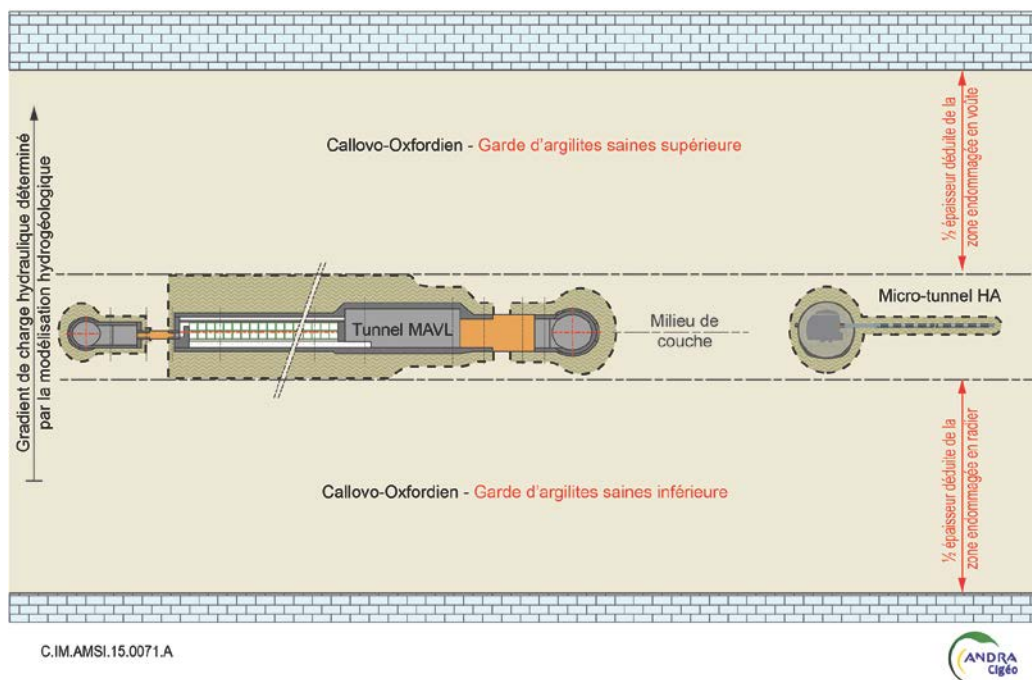 Gradient de charge hydraulique déterminé
par la modélisation hydrogéologique
Callovo-Oxfordien - Garde d'argilites saines supérieure
½ épaisseur déduite de la
zone endommagée en voûte
Micro-tunnel HA
Tunnel MAVL
Milieu de
couche
Callovo-Oxfordien - Garde d'argilites saines inférieure
½ épaisseur déduite de la
zone endommagée en radier
C.IM.AMSI.15.0071.A
ANDRA
Cigéo